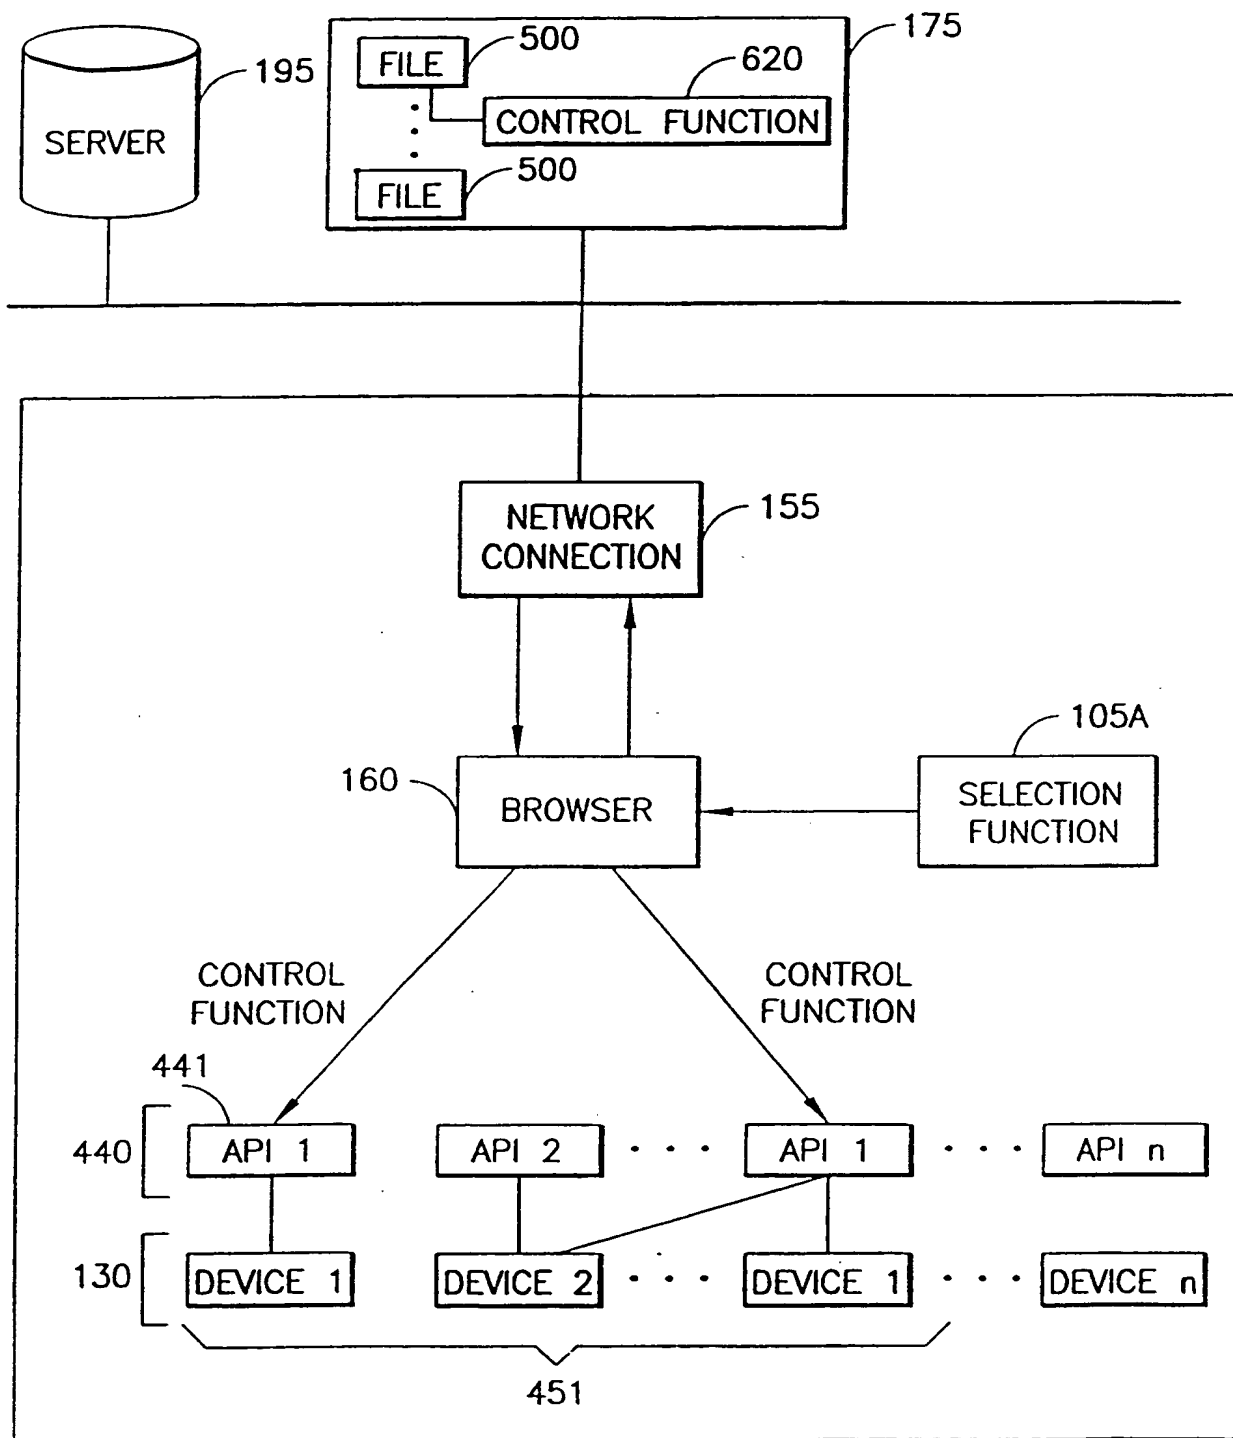 500
175
FILE
620
195
CONTROL FUNCTION
SERVER
500
FILE
NETWORK
CONNECTION
155
105A
160
BROWSER
SELECTION
FUNCTION
CONTROL
FUNCTION
CONTROL
FUNCTION
441
440
API 1
API 2
API 1
API n
130
DEVICE 1
DEVICE 2
DEVICE 1
DEVICE n
451